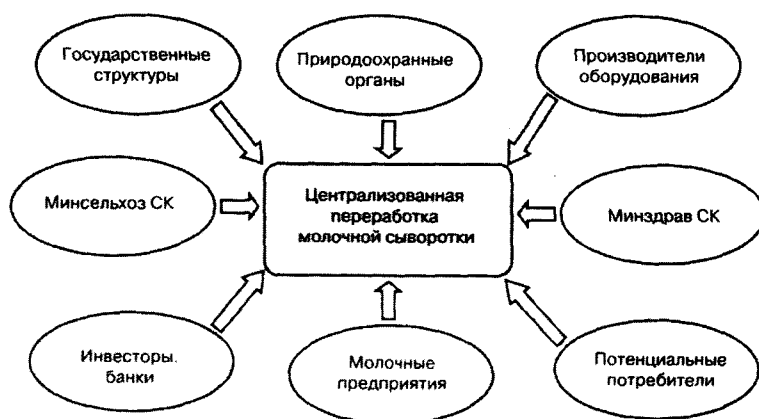 Государственные
структуры
Природоохранные
органы
Производители
оборудования
Минсельхоз СК
Централизованная
переработка
молочной сыворотки
Минздрав СК
Инвесторы.
банки
Молочные
предприятия
Потенциальные
потребители